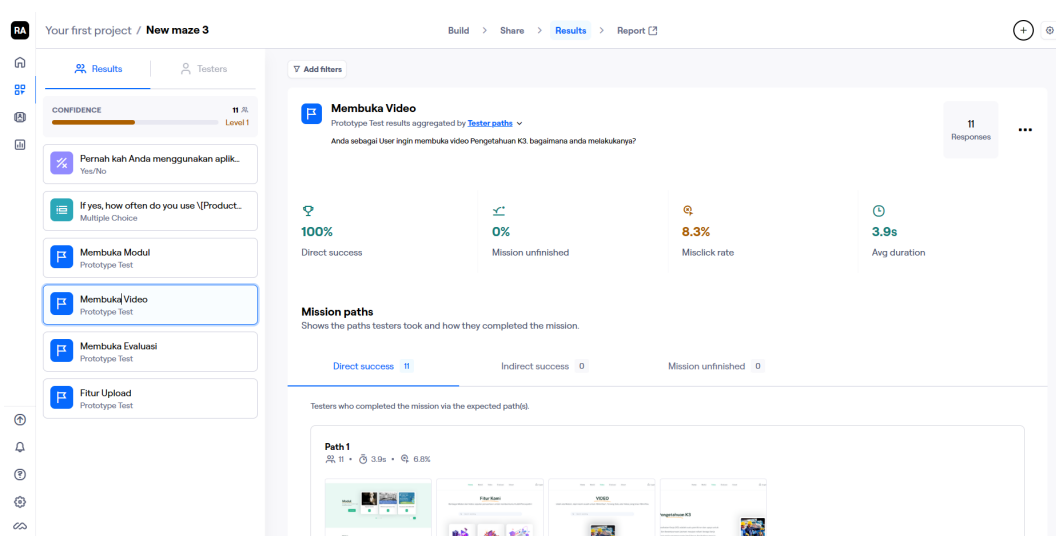 RA
Your first project / New maze 3
Build > Share > Results > Report
Results
Testers
Add filters
CONFIDENCE
11
Level 1
Pernah kah Anda menggunakan aplik...
Yes/No
If yes, how often do you use \[Product...
Multiple Choice
Membuka Modul
Prototype Test
Membuka Video
Prototype Test
Membuka Evaluasi
Prototype Test
Fitur Upload
Prototype Test
Membuka Video
Prototype Test results aggregated by Tester paths
Anda sebagai User ingin membuka video Pengetahuan K3. bagaimana anda melakukanya?
11
Responses
100%
Direct success
0%
Mission unfinished
8.3%
Misclick rate
3.9s
Avg duration
Mission paths
Shows the paths testers took and how they completed the mission.
Direct success 11
Indirect success 0
Mission unfinished 0
Testers who completed the mission via the expected path(s).
Path 1
11 • 3.9s • 6.8%
Modul
Fitur Kami
VIDEO
Pengetahuan K3